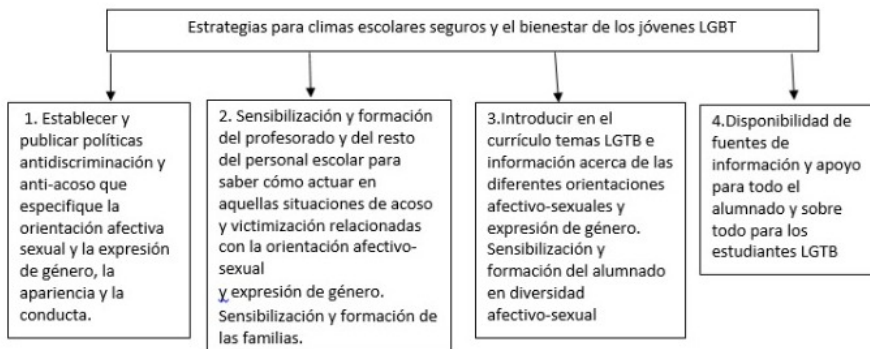 Estrategias para climas escolares seguros y el bienestar de los jóvenes LGBT
1. Establecer y
publicar políticas
antidiscriminación y
anti-acoso que
especifique la
orientación afectiva
sexual y la expresión
de género, la
apariencia y la
conducta.
2. Sensibilización y formación
del profesorado y del resto
del personal escolar para
saber cómo actuar en
aquellas situaciones de acoso
y victimización relacionadas
con la orientación afectivo-
sexual
y expresión de género.
Sensibilización y formación de
las familias.
3.Introducir en el
currículo temas LGTB e
información acerca de las
diferentes orientaciones
afectivo-sexuales y
expresión de género.
Sensibilización y
formación del alumnado
en diversidad
afectivo-sexual
4.Disponibilidad de
fuentes de
información y apoyo
para todo el
alumnado y sobre
todo para los
estudiantes LGTB